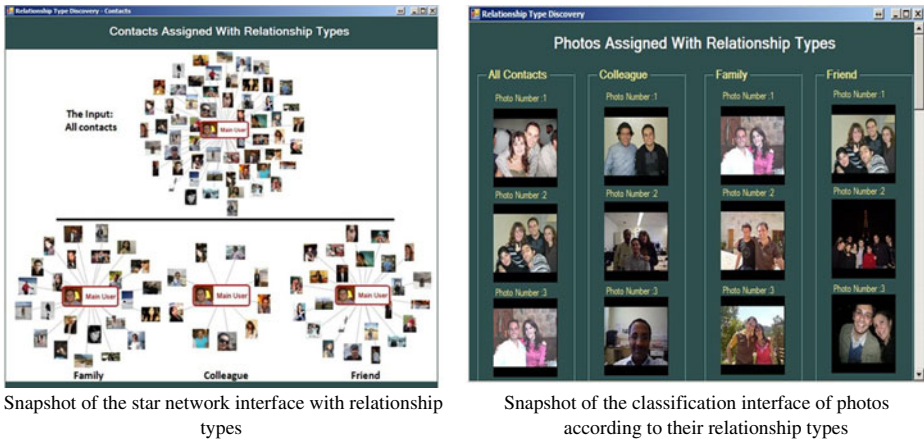 Relationship Type Discovery - Contacts
Contacts Assigned With Relationship Types
The Input:
All contacts
Main User
Main User
Main User
Main User
Family
Colleague
Friend
Snapshot of the star network interface with relationship
types
Relationship Type Discovery
Photos Assigned With Relationship Types
All Contacts
Colleague
Family
Friend
Photo Number :1
Photo Number :1
Photo Number :1
Photo Number :1
Photo Number :2
Photo Number :2
Photo Number :2
Photo Number :2
Photo Number :3
Photo Number :3
Photo Number :3
Photo Number :3
Snapshot of the classification interface of photos
according to their relationship types